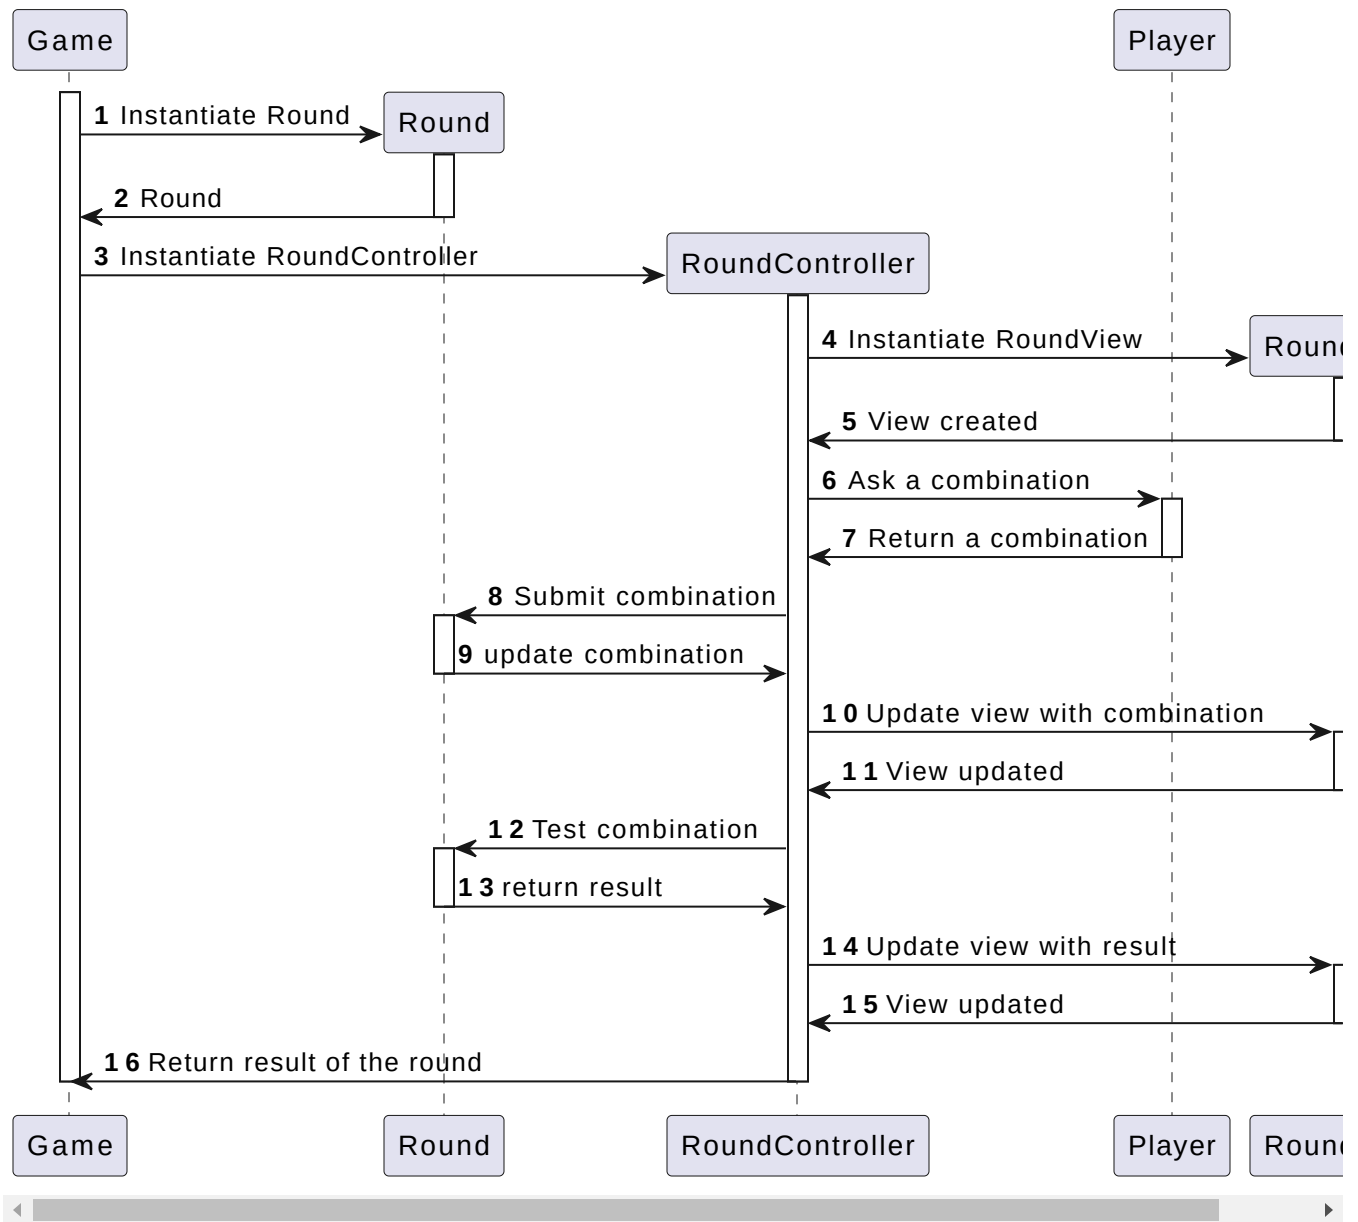 Game
Player
1 Instantiate Round
Round
2 Round
3 Instantiate RoundController
RoundController
4 Instantiate RoundView
5 View created
6 Ask a combination
7 Return a combination
8 Submit combination
9 update combination
10 Update view with combination
11 View updated
12 Test combination
13 return result
14 Update view with result
15 View updated
16 Return result of the round
Game
Round
RoundController
Player